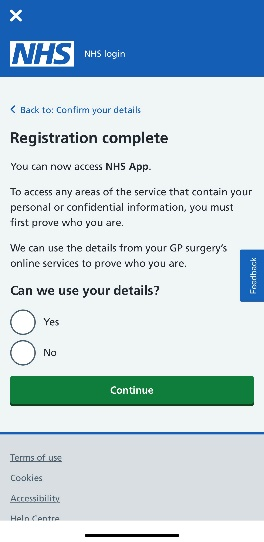 NHS NHS login
Back to: Confirm your details
Registration complete
You can now access NHS App.
To access any areas of the service that contain your
personal or confidential information, you must
first prove who you are.
We can use the details from your GP surgery's
online services to prove who you are.
Feedback
Can we use your details?
Yes
No
Continue
Terms of use
Cookies
Accessibility
Help Centre